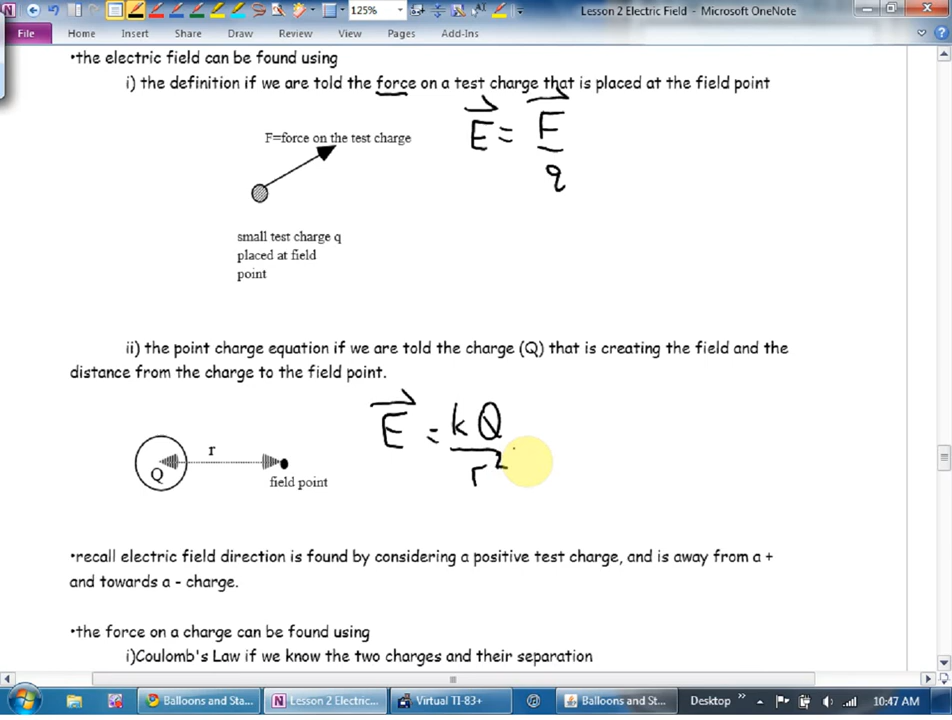 Lesson 2 Electric Field - Microsoft OneNote
125%
File Home Insert Share Draw Review View Pages Add-Ins
•the electric field can be found using
i) the definition if we are told the force on a test charge that is placed at the field point
F=force on the test charge
E = F
q
small test charge q
placed at field
point
ii) the point charge equation if we are told the charge (Q) that is creating the field and the
distance from the charge to the field point.
E = kQ
r²
r
Q
field point
•recall electric field direction is found by considering a positive test charge, and is away from a +
and towards a - charge.
•the force on a charge can be found using
i)Coulomb's Law if we know the two charges and their separation
Balloons and Sta... Lesson 2 Electric... Virtual TI-83+ Balloons and St... Desktop 10:47 AM